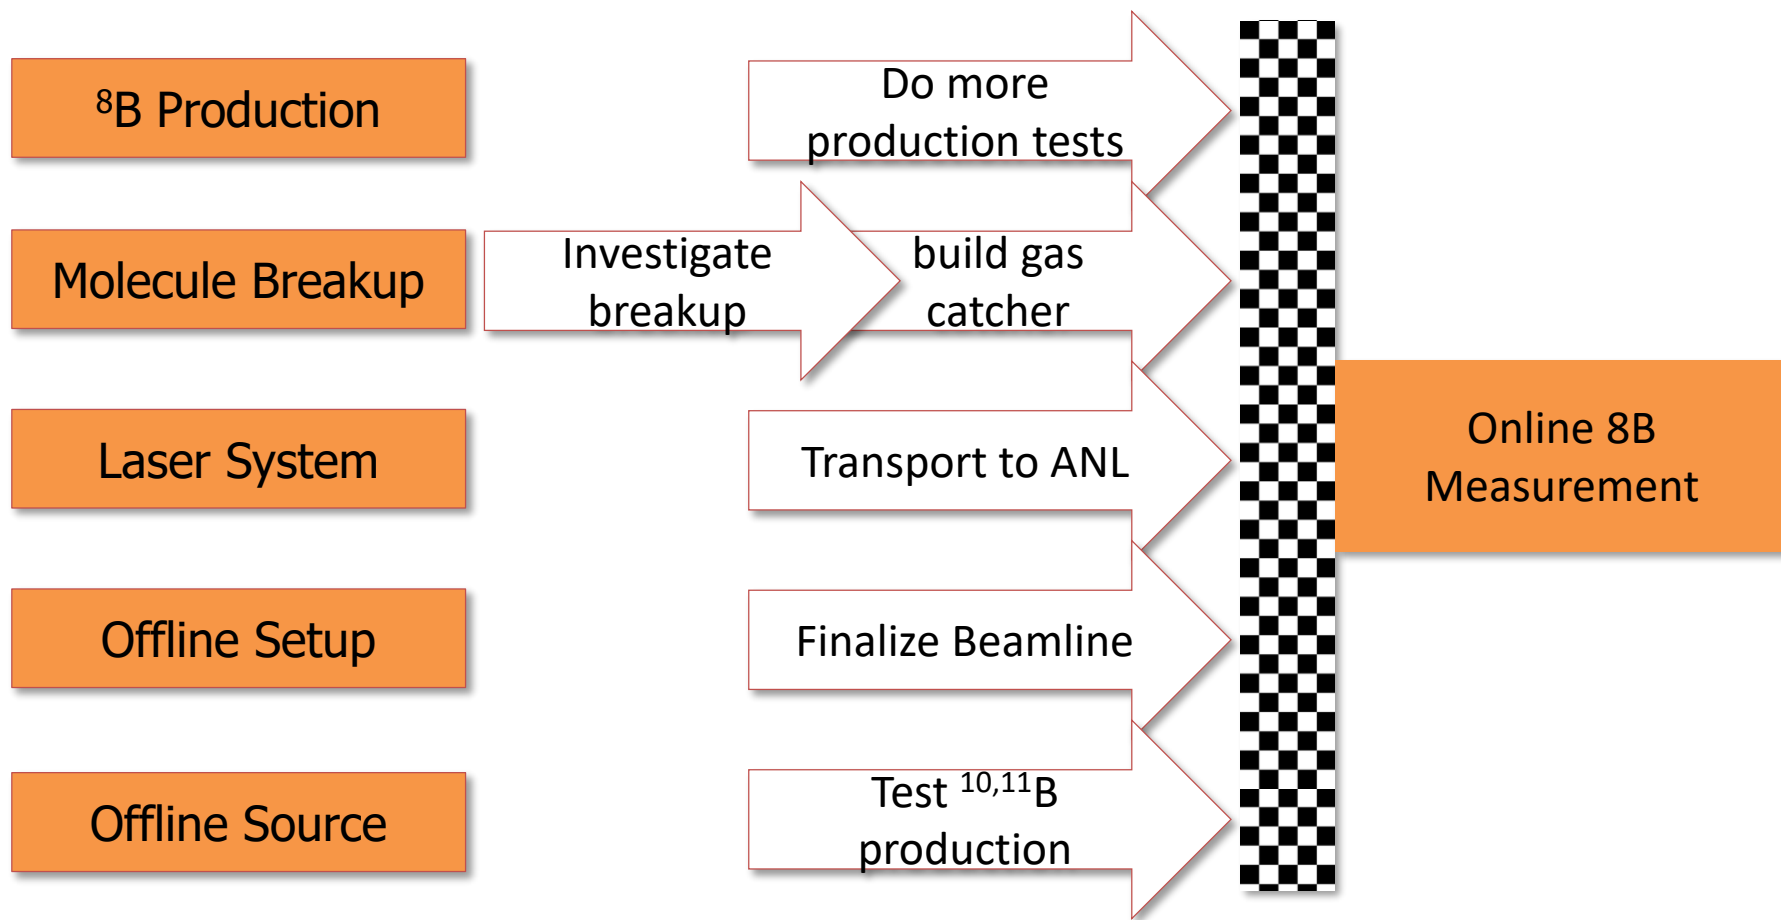 ⁸B Production
Do more
production tests
Molecule Breakup
Investigate
breakup
build gas
catcher
Laser System
Transport to ANL
Online 8B
Measurement
Offline Setup
Finalize Beamline
Offline Source
Test ¹⁰,¹¹B
production